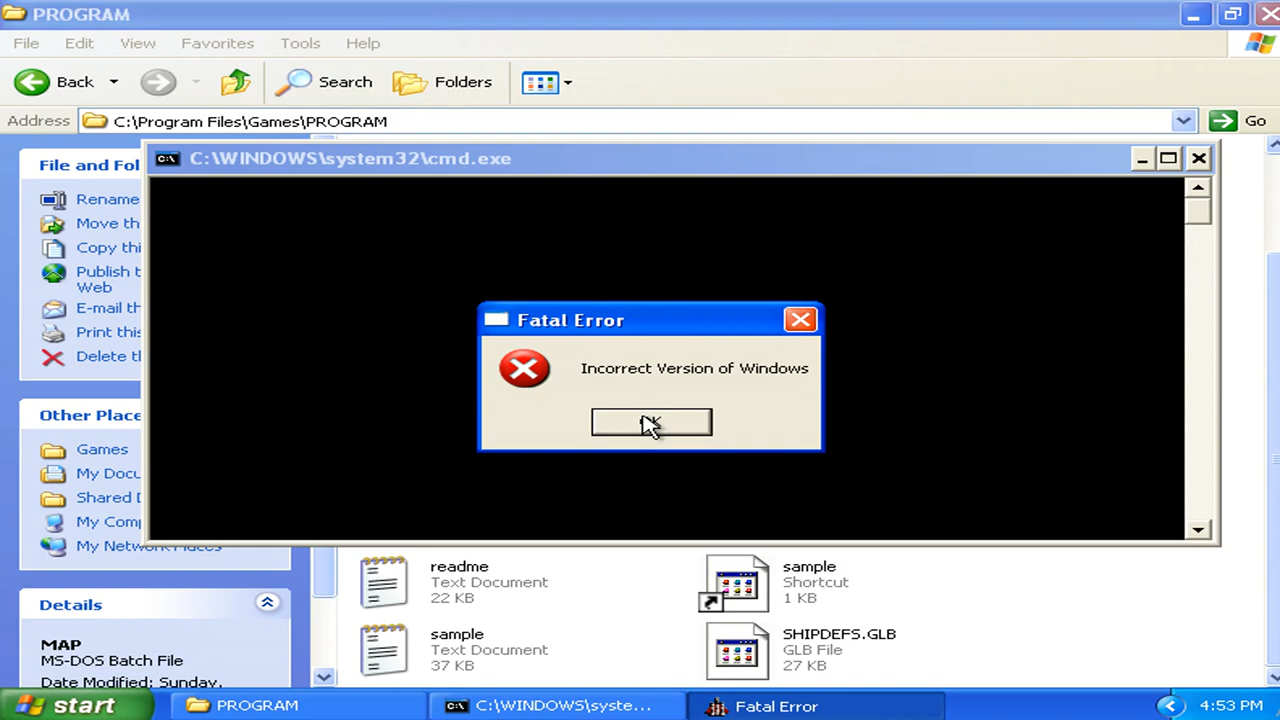 PROGRAM
File Edit View Favorites Tools Help
Back Search Folders
Address C:\Program Files\Games\PROGRAM Go
File and Fol
C:\WINDOWS\system32\cmd.exe
Rename
Move th
Copy thi
Publish t
Web
E-mail th
Print this
Delete t
Fatal Error
Incorrect Version of Windows
Other Place
Games
My Docu
Shared D
My Comp
My Network Places
Details
MAP
MS-DOS Batch File
Date Modified: Sunday,
readme
Text Document
22 KB
sample
Shortcut
1 KB
sample
Text Document
37 KB
SHIPDEFS.GLB
GLB File
27 KB
start PROGRAM C:\WINDOWS\syste... Fatal Error 4:53 PM